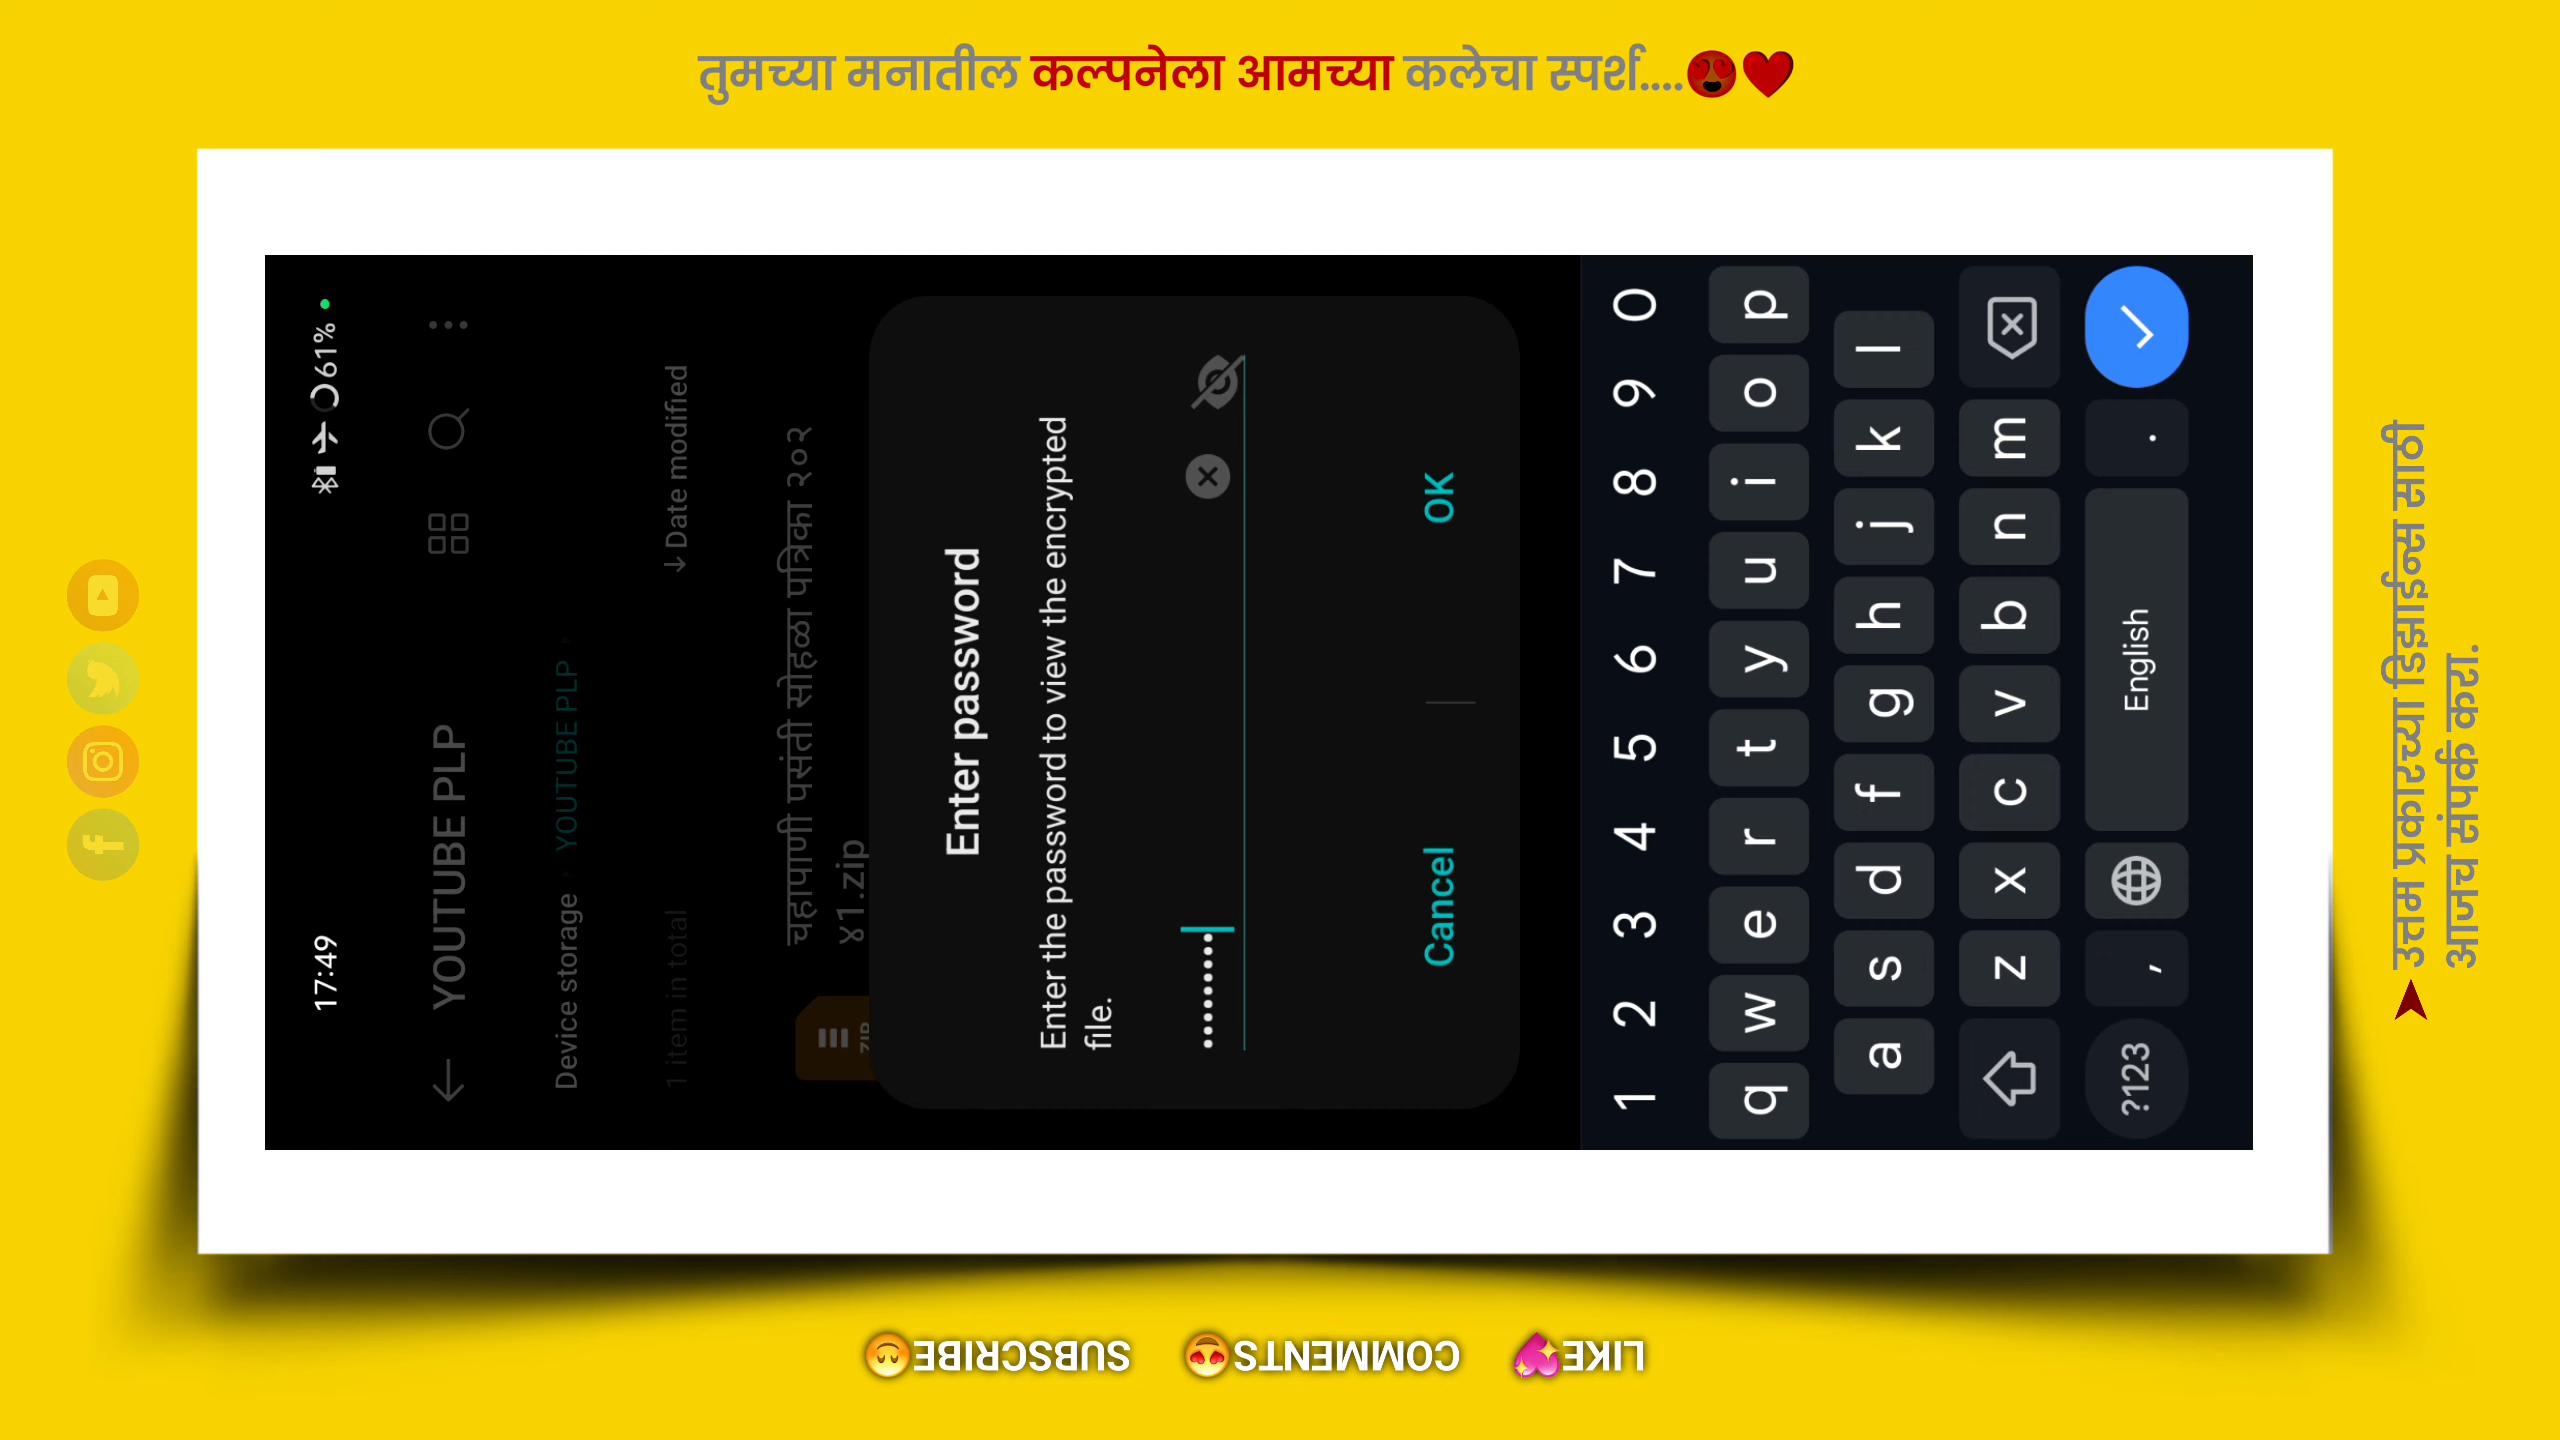 तुमच्या मनातील कल्पनेला आमच्या कलेचा स्पर्श....😍❤️
17:49
61%
YOUTUBE PLP
Device storage
YOUTUBE PLP
1 item in total
Date modified
चहापाणी पसंती सोहळा पत्रिका २०२
४1.zip
ZIP
Enter password
Enter the password to view the encrypted
file.
••••••••••
Cancel
OK
1 2 3 4 5 6 7 8 9 0
q w e r t y u i o p
a s d f g h j k l
z x c v b n m
?123 , English .
उत्तम प्रकारच्या डिझाईन्स साठी
आपच संर्पक करा.
LIKE💖 COMMENTS😍 SUBSCRIBE🙃